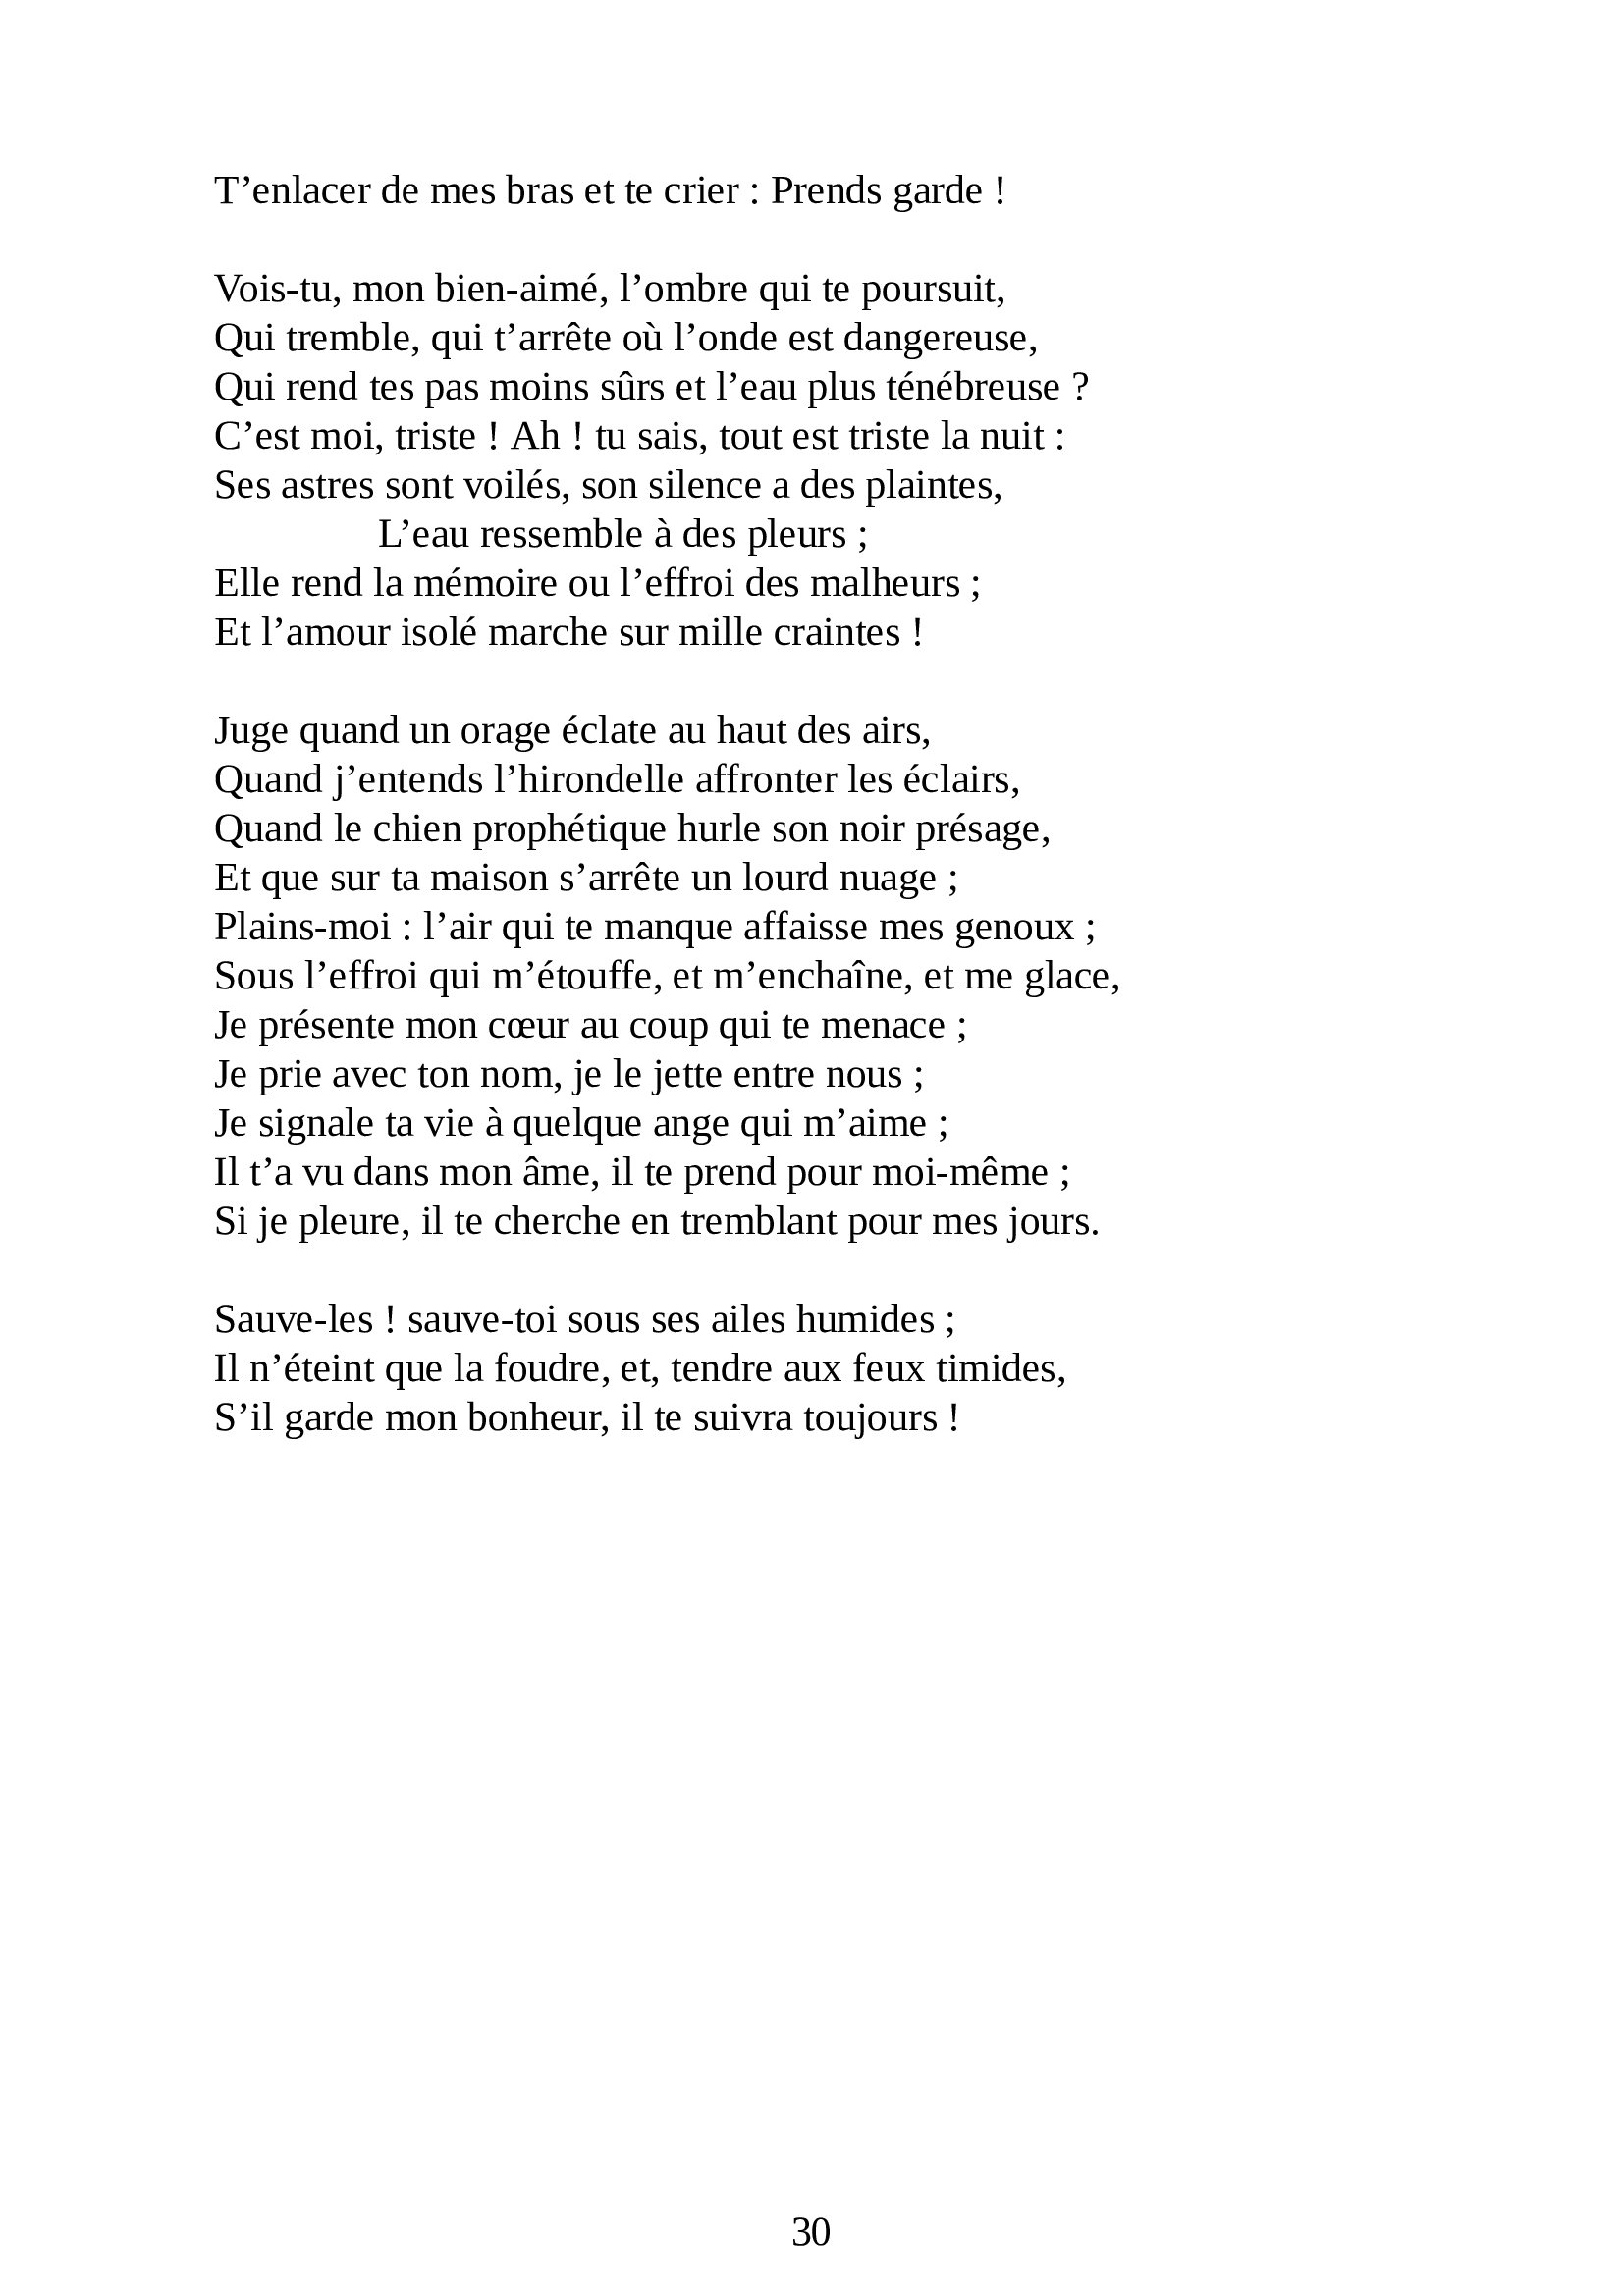 T’enlacer de mes bras et te crier : Prends garde !
Vois-tu, mon bien-aimé, l’ombre qui te poursuit,
Qui tremble, qui t’arrête où l’onde est dangereuse,
Qui rend tes pas moins sûrs et l’eau plus ténébreuse ?
C’est moi, triste ! Ah ! tu sais, tout est triste la nuit :
Ses astres sont voilés, son silence a des plaintes,
L’eau ressemble à des pleurs ;
Elle rend la mémoire ou l’effroi des malheurs ;
Et l’amour isolé marche sur mille craintes !
Juge quand un orage éclate au haut des airs,
Quand j’entends l’hirondelle affronter les éclairs,
Quand le chien prophétique hurle son noir présage,
Et que sur ta maison s’arrête un lourd nuage ;
Plains-moi : l’air qui te manque affaisse mes genoux ;
Sous l’effroi qui m’étouffe, et m’enchaîne, et me glace,
Je présente mon cœur au coup qui te menace ;
Je prie avec ton nom, je le jette entre nous ;
Je signale ta vie à quelque ange qui m’aime ;
Il t’a vu dans mon âme, il te prend pour moi-même ;
Si je pleure, il te cherche en tremblant pour mes jours.
Sauve-les ! sauve-toi sous ses ailes humides ;
Il n’éteint que la foudre, et, tendre aux feux timides,
S’il garde mon bonheur, il te suivra toujours !
30